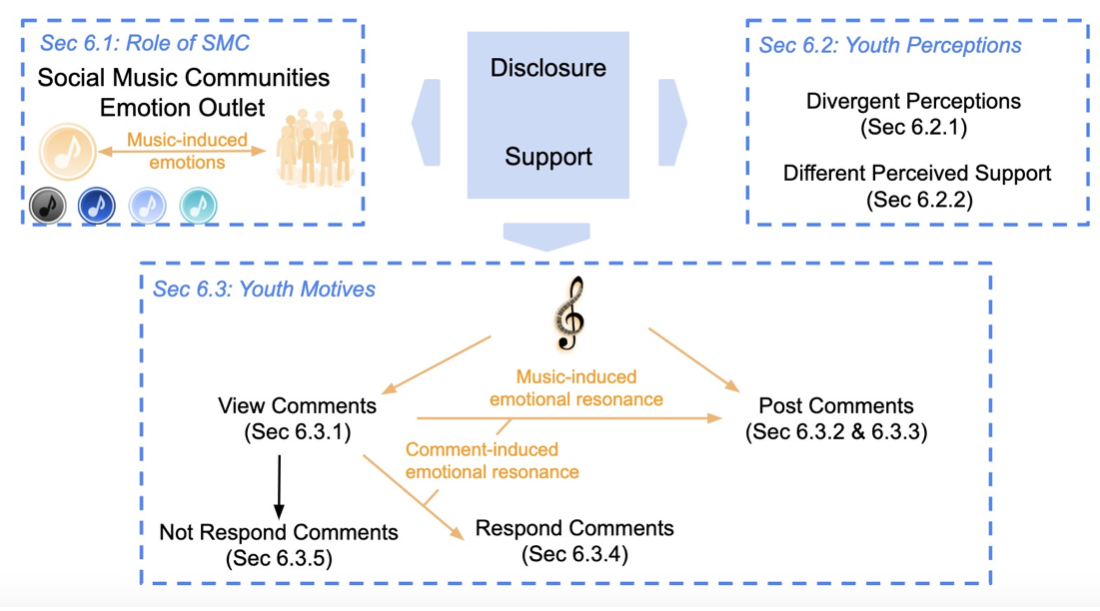 Sec 6.1: Role of SMC
Social Music Communities
Emotion Outlet
Music-induced
emotions
Disclosure
Support
Sec 6.2: Youth Perceptions
Divergent Perceptions
(Sec 6.2.1)
Different Perceived Support
(Sec 6.2.2)
Sec 6.3: Youth Motives
Music-induced
emotional resonance
View Comments
(Sec 6.3.1)
Post Comments
(Sec 6.3.2 & 6.3.3)
Comment-induced
emotional resonance
Not Respond Comments
(Sec 6.3.5)
Respond Comments
(Sec 6.3.4)